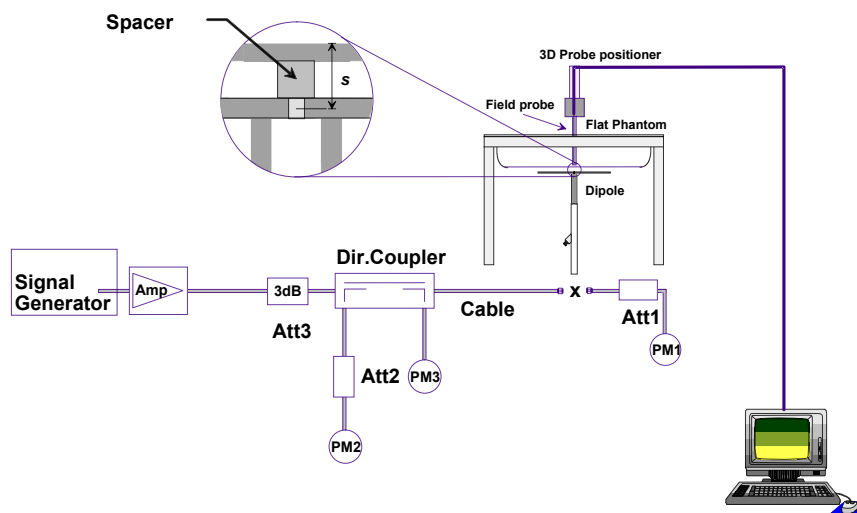 Spacer
s
3D Probe positioner
Field probe
Flat Phantom
Dipole
Signal
Generator
Amp
3dB
Att3
Dir.Coupler
Cable
x
Att1
PM1
Att2
PM3
PM2